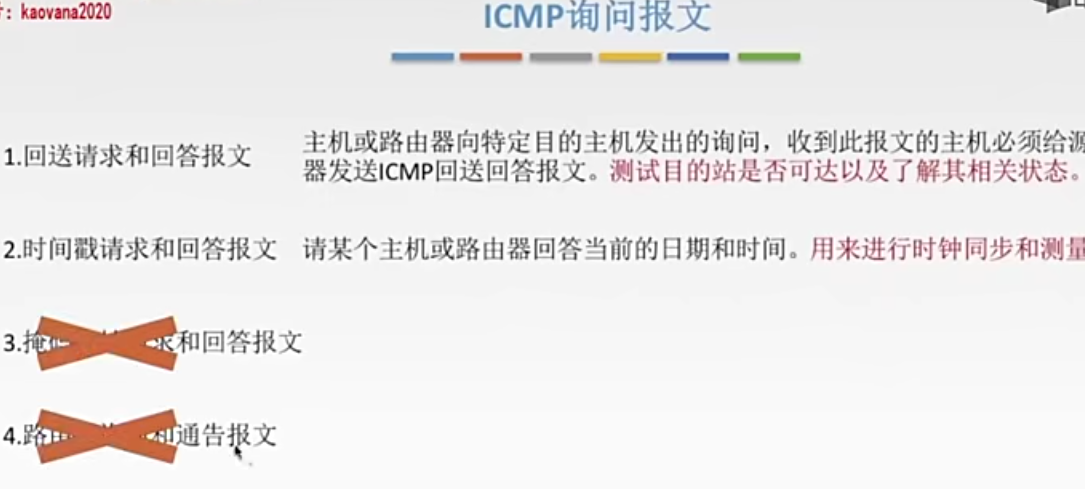 : kaovana2020
ICMP询问报文
1.回送请求和回答报文
主机或路由器向特定目的主机发出的询问，收到此报文的主机必须给源
器发送ICMP回送回答报文。测试目的站是否可达以及了解其相关状态。
2.时间戳请求和回答报文
请某个主机或路由器回答当前的日期和时间。用来进行时钟同步和测量
3.掩 求和回答报文
4.路 和通告报文